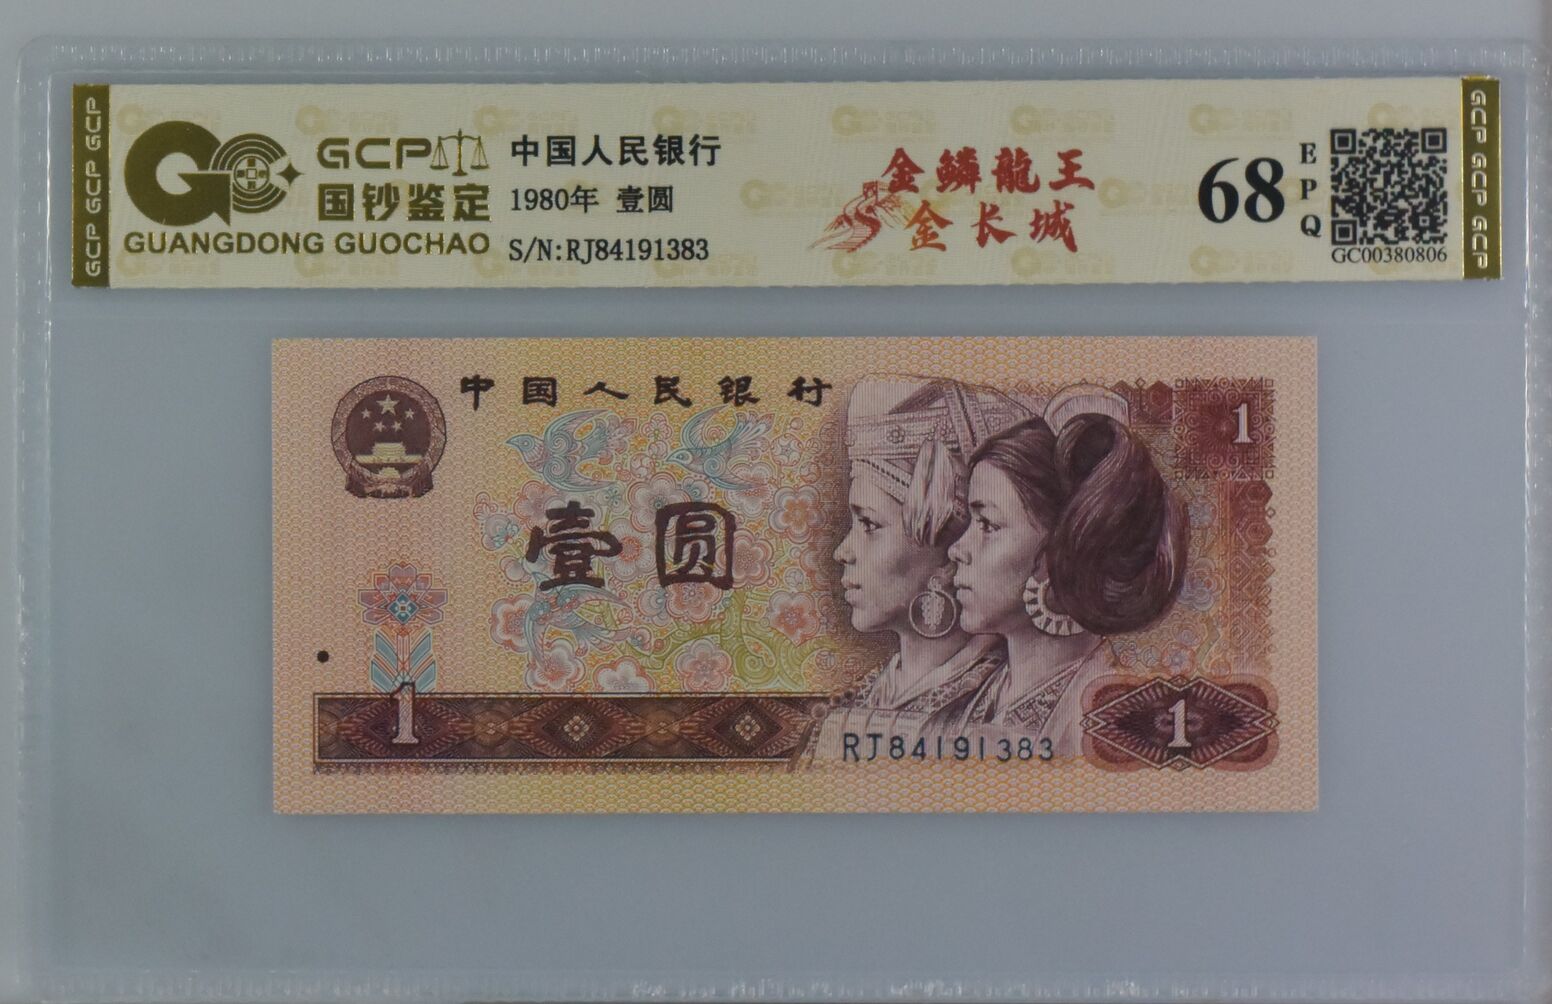 GCP GCP GCP
GCP
国钞鉴定
GUANGDONG GUOCHAO
中国人民银行
1980年 壹圆
S/N:RJ84191383
金鳞龍王
金长城
68
EPQ
GC00380806
GCP GCP GCP
中国人民银行
1
壹圆
1
RJ84191383
1